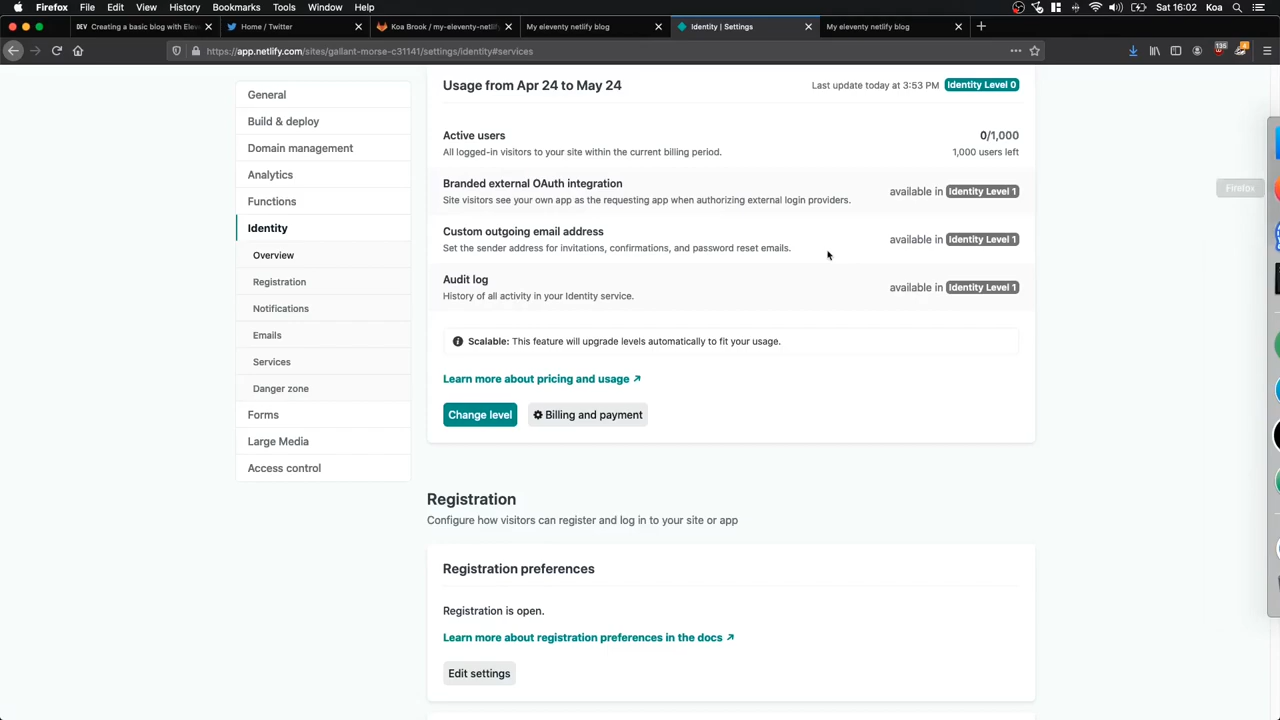 Firefox File Edit View History Bookmarks Tools Window Help
Sat 16:02 Koa
DEV Creating a basic blog with Elev
Home / Twitter
Koa Brook / my-eleventy-netlif
My eleventy netlify blog
Identity | Settings
My eleventy netlify blog
https://app.netlify.com/sites/gallant-morse-c31141/settings/identity#services
136
4
General
Build & deploy
Domain management
Analytics
Functions
Identity
Overview
Registration
Notifications
Emails
Services
Danger zone
Forms
Large Media
Access control
Usage from Apr 24 to May 24
Last update today at 3:53 PM Identity Level 0
Active users
0/1,000
All logged-in visitors to your site within the current billing period.
1,000 users left
Branded external OAuth integration
available in Identity Level 1
Site visitors see your own app as the requesting app when authorizing external login providers.
Custom outgoing email address
available in Identity Level 1
Set the sender address for invitations, confirmations, and password reset emails.
Audit log
available in Identity Level 1
History of all activity in your Identity service.
Scalable: This feature will upgrade levels automatically to fit your usage.
Learn more about pricing and usage ↗
Change level
Billing and payment
Registration
Configure how visitors can register and log in to your site or app
Registration preferences
Registration is open.
Learn more about registration preferences in the docs ↗
Edit settings
Firefox